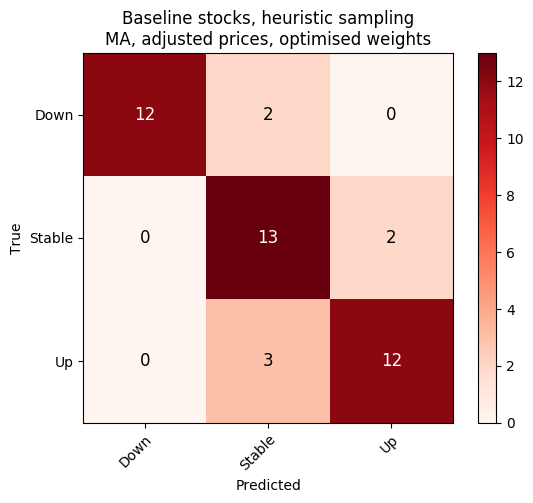 Baseline stocks, heuristic sampling
MA, adjusted prices, optimised weights
Down
12
2
0
Stable
0
13
2
Up
0
3
12
True
Down
Stable
Up
Predicted
12
10
8
6
4
2
0